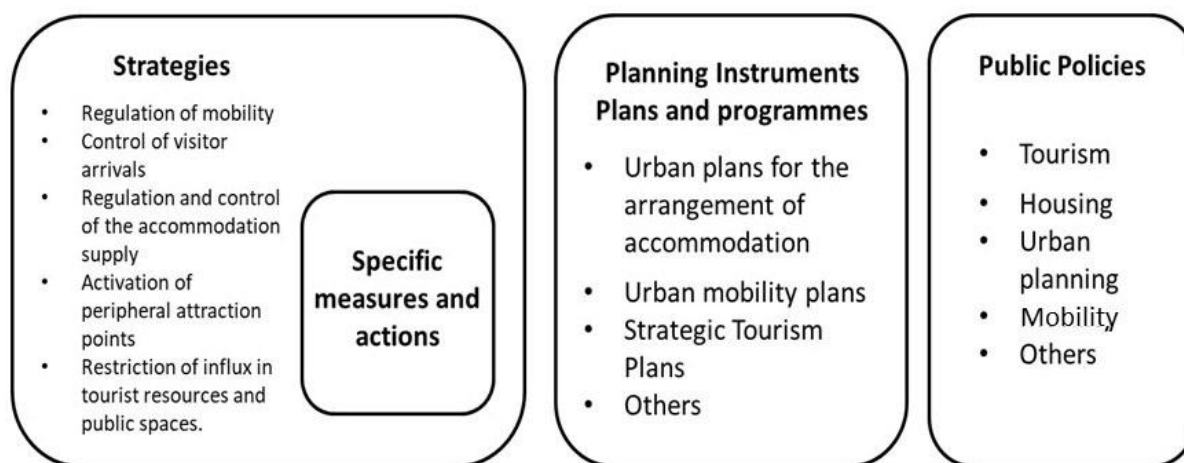 Strategies
• Regulation of mobility
• Control of visitor
arrivals
• Regulation and control
of the accommodation
supply
• Activation of
peripheral attraction
points
• Restriction of influx in
tourist resources and
public spaces.
Specific
measures and
actions
Planning Instruments
Plans and programmes
• Urban plans for the
arrangement of
accommodation
• Urban mobility plans
• Strategic Tourism
Plans
• Others
Public Policies
• Tourism
• Housing
• Urban
planning
• Mobility
• Others